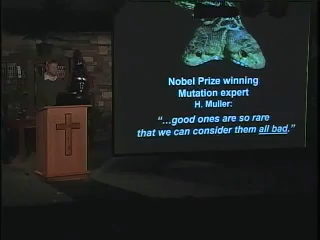 Nobel Prize winning
Mutation expert
H. Muller:
"...good ones are so rare
that we can consider them all bad."